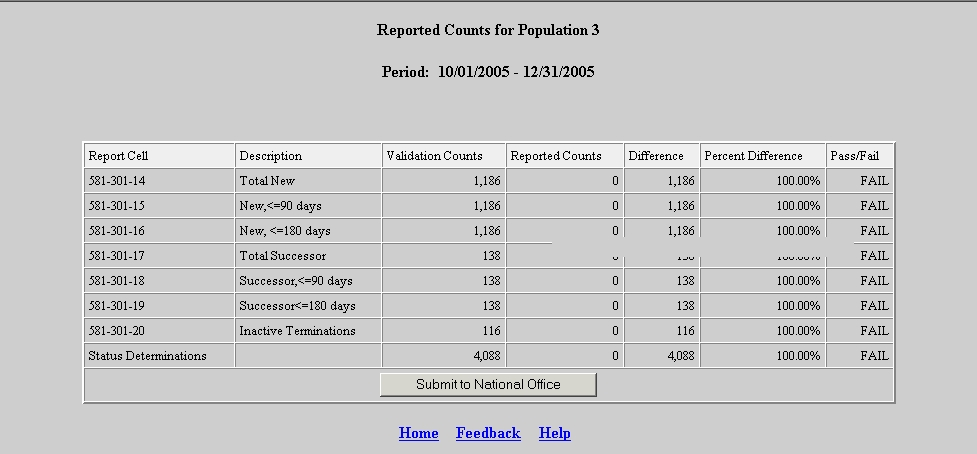 Reported Counts for Population 3
Period: 10/01/2005 - 12/31/2005
Report Cell Description Validation Counts Reported Counts Difference Percent Difference Pass/Fail
581-301-14 Total New 1,186 0 1,186 100.00% FAIL
581-301-15 New,<=90 days 1,186 0 1,186 100.00% FAIL
581-301-16 New, <=180 days 1,186 0 1,186 100.00% FAIL
581-301-17 Total Successor 138 FAIL
581-301-18 Successor,<=90 days 138 0 138 100.00% FAIL
581-301-19 Successor<=180 days 138 0 138 100.00% FAIL
581-301-20 Inactive Terminations 116 0 116 100.00% FAIL
Status Determinations 4,088 0 4,088 100.00% FAIL
Submit to National Office
Home Feedback Help